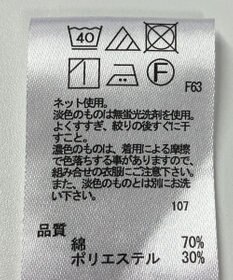 40
F
F63
ネット使用。
淡色のものは無蛍光洗剤を使用。
よくすすぎ、絞りの後すぐに干
すこと。
濃色のものは、着用による摩擦
で色落ちする事がありますので、
組み合せの衣服にご注意下さい。
また、淡色のものとは別にお洗
い下さい。
107
品質
綿 70%
ポリエステル 30%